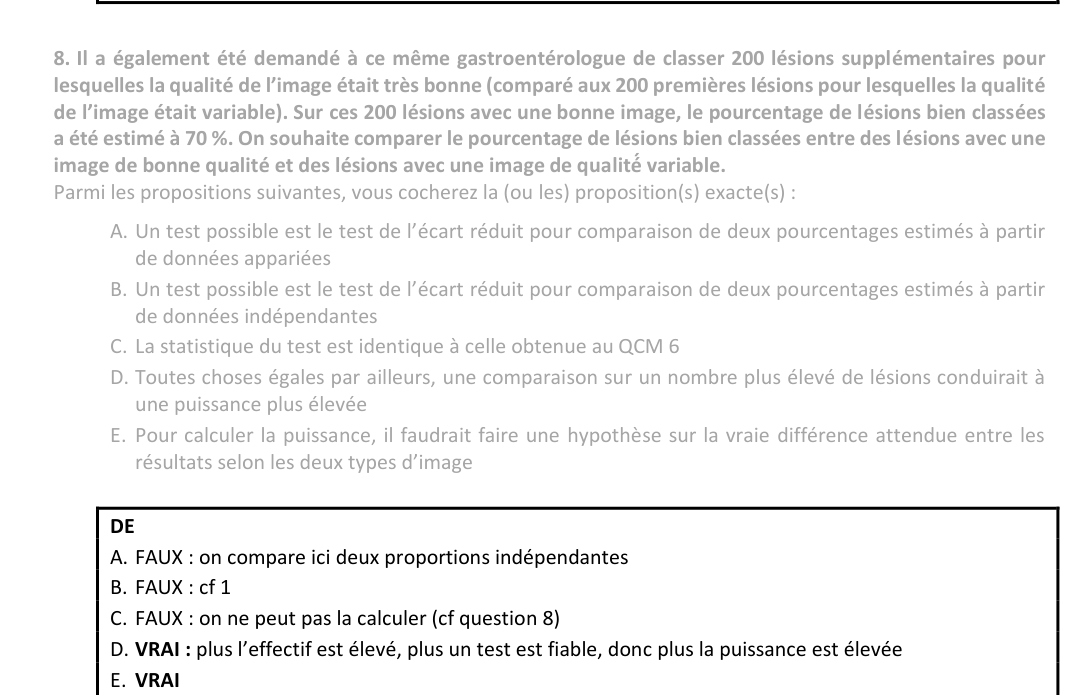 8. Il a également été demandé à ce même gastroentérologue de classer 200 lésions supplémentaires pour
lesquelles la qualité de l’image était très bonne (comparé aux 200 premières lésions pour lesquelles la qualité
de l’image était variable). Sur ces 200 lésions avec une bonne image, le pourcentage de lésions bien classées
a été estimé à 70 %. On souhaite comparer le pourcentage de lésions bien classées entre des lésions avec une
image de bonne qualité et des lésions avec une image de qualité́ variable.
Parmi les propositions suivantes, vous cocherez la (ou les) proposition(s) exacte(s) :
A. Un test possible est le test de l’écart réduit pour comparaison de deux pourcentages estimés à partir
de données appariées
B. Un test possible est le test de l’écart réduit pour comparaison de deux pourcentages estimés à partir
de données indépendantes
C. La statistique du test est identique à celle obtenue au QCM 6
D. Toutes choses égales par ailleurs, une comparaison sur un nombre plus élevé de lésions conduirait à
une puissance plus élevée
E. Pour calculer la puissance, il faudrait faire une hypothèse sur la vraie différence attendue entre les
résultats selon les deux types d’image
DE
A. FAUX : on compare ici deux proportions indépendantes
B. FAUX : cf 1
C. FAUX : on ne peut pas la calculer (cf question 8)
D. VRAI : plus l’effectif est élevé, plus un test est fiable, donc plus la puissance est élevée
E. VRAI